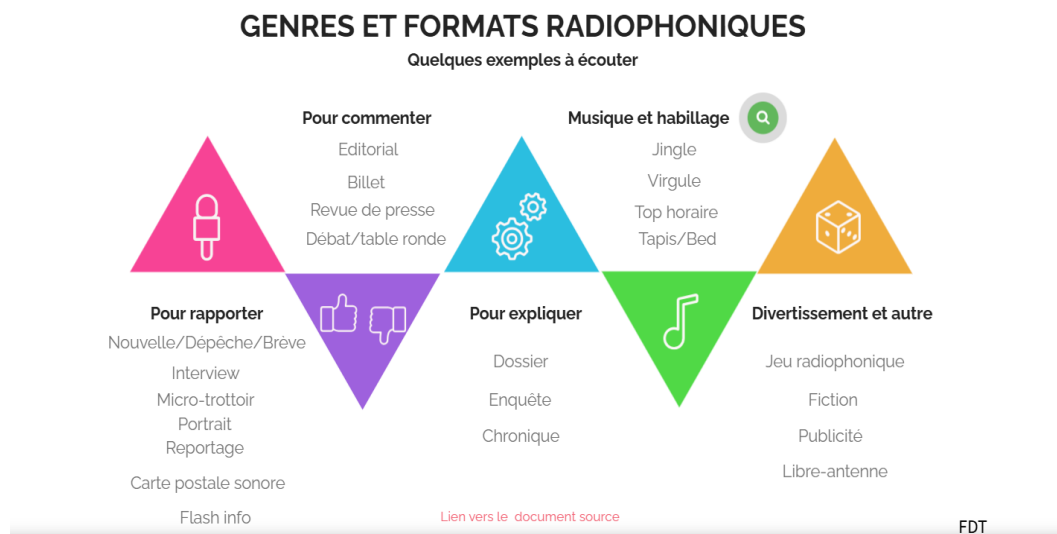 GENRES ET FORMATS RADIOPHONIQUES
Quelques exemples à écouter
Pour commenter
Editorial
Billet
Revue de presse
Débat/table ronde
Musique et habillage
Jingle
Virgule
Top horaire
Tapis/Bed
Pour rapporter
Nouvelle/Dépêche/Brève
Interview
Micro-trottoir
Portrait
Reportage
Carte postale sonore
Flash info
Pour expliquer
Dossier
Enquête
Chronique
Divertissement et autre
Jeu radiophonique
Fiction
Publicité
Libre-antenne
Lien vers le document source
FDT